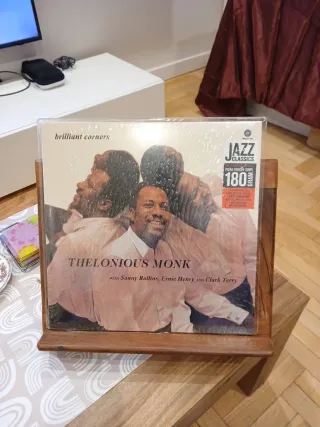 brilliant corners
JAZZ
CLASSICS
180
THELONIOUS MONK
with Sonny Rollins, Ernie Henry and Clark Terry